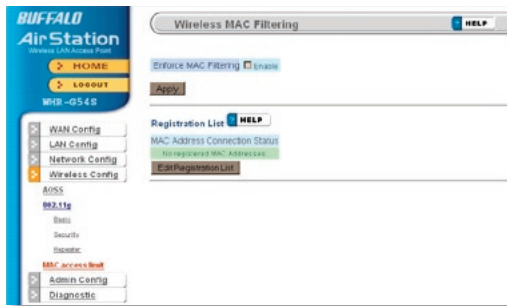 BUFFALO
AirStation
Wireless LAN Access Point
HOME
LOGOUT
WHR-G54S
WAN Config
LAN Config
Network Config
Wireless Config
AOSS
802.11g
Basic
Security
Repeater
MAC access limit
Admin Config
Diagnostic
Wireless MAC Filtering
HELP
Enforce MAC Filtering Enable
Apply
Registration List HELP
MAC Address Connection Status
No registered MAC Addresses
Edit Registration List